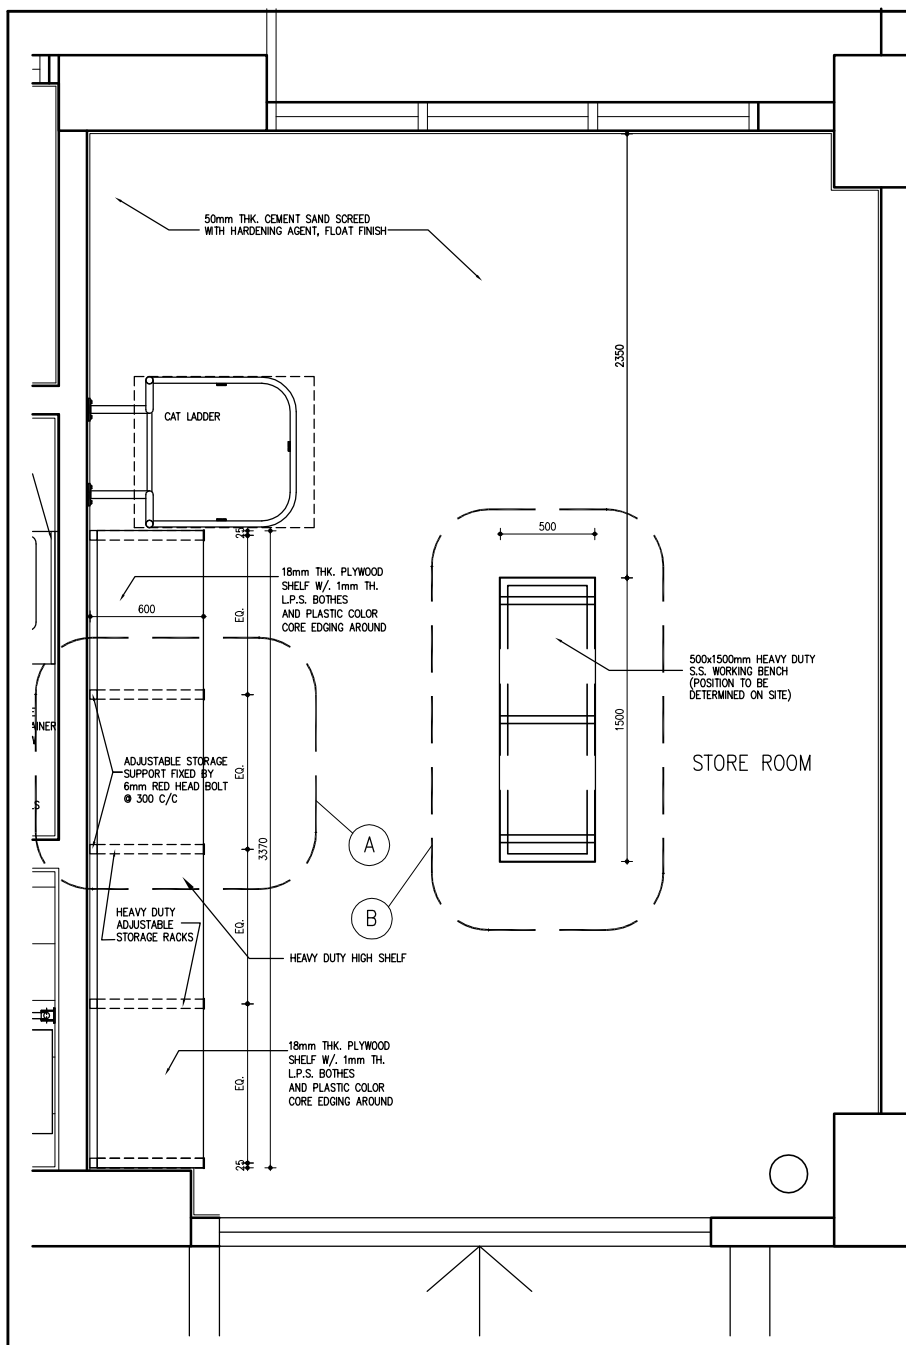 50mm THK. CEMENT SAND SCREED
WITH HARDENING AGENT, FLOAT FINISH
2350
CAT LADDER
25
500
18mm THK. PLYWOOD
SHELF W/. 1mm TH.
L.P.S. BOTHES
AND PLASTIC COLOR
CORE EDGING AROUND
600
EQ.
500x1500mm HEAVY DUTY
S.S. WORKING BENCH
(POSITION TO BE
DETERMINED ON SITE)
1500
STORE ROOM
ADJUSTABLE STORAGE
SUPPORT FIXED BY
6mm RED HEAD BOLT
@ 300 C/C
EQ.
3370
A
B
HEAVY DUTY
ADJUSTABLE
STORAGE RACKS
EQ.
HEAVY DUTY HIGH SHELF
18mm THK. PLYWOOD
SHELF W/. 1mm TH.
L.P.S. BOTHES
AND PLASTIC COLOR
CORE EDGING AROUND
EQ.
25